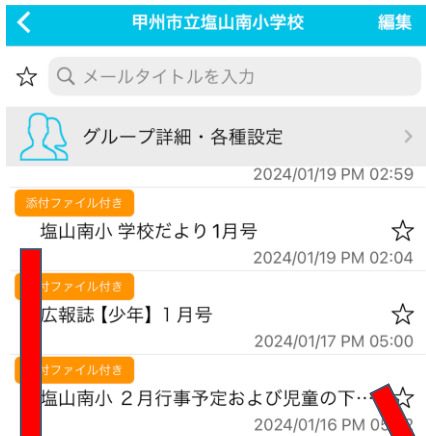 甲州市立塩山南小学校 編集
メールタイトルを入力
グループ詳細・各種設定
2024/01/19 PM 02:59
添付ファイル付き
塩山南小 学校だより1月号
2024/01/19 PM 02:04
付ファイル付き
広報誌【少年】1月号
2024/01/17 PM 05:00
付ファイル付き
塩山南小 2月行事予定および児童の下…
2024/01/16 PM